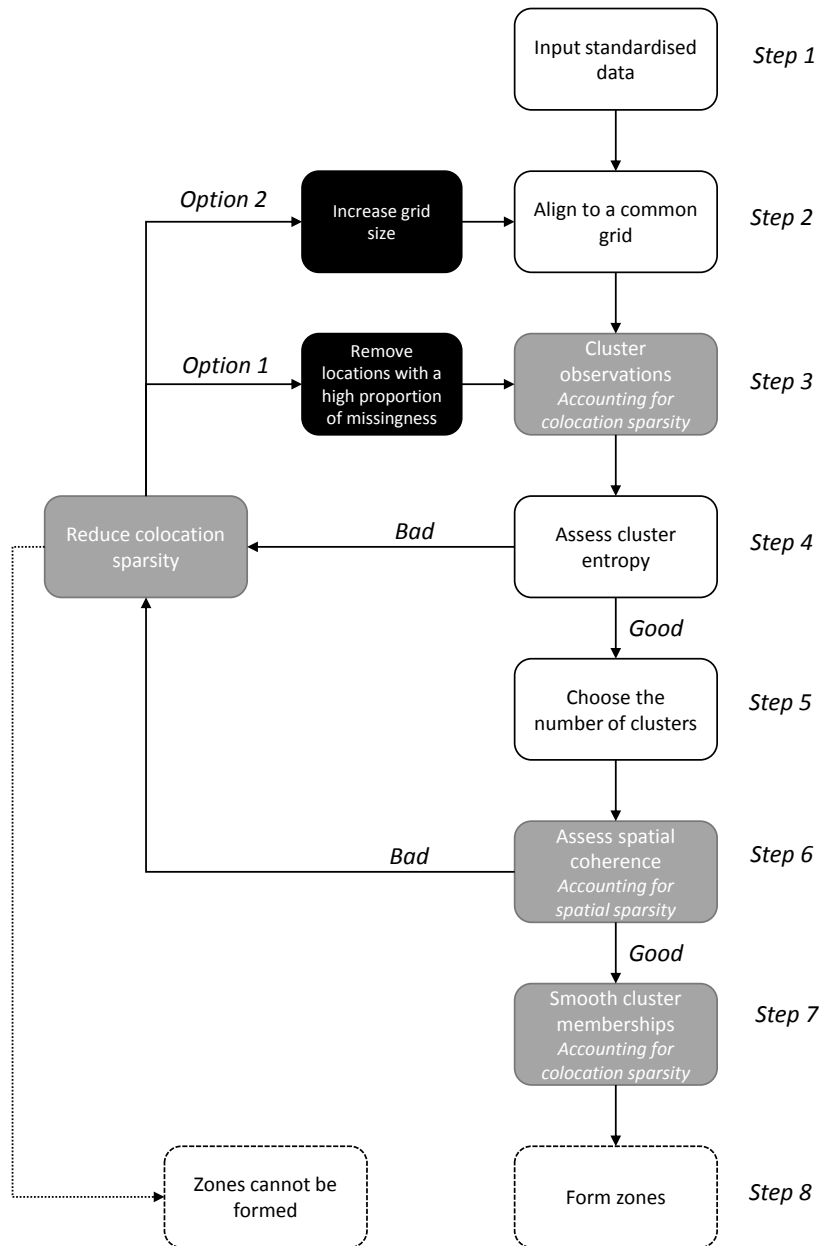 Input standardised
data
Step 1
Option 2
Increase grid
size
Align to a common
grid
Step 2
Option 1
Remove
locations with a
high proportion
of missingness
Cluster
observations
Accounting for
colocation sparsity
Step 3
Reduce colocation
sparsity
Bad
Assess cluster
entropy
Step 4
Good
Choose the
number of clusters
Step 5
Bad
Assess spatial
coherence
Accounting for
spatial sparsity
Step 6
Good
Smooth cluster
memberships
Accounting for
colocation sparsity
Step 7
Zones cannot be
formed
Form zones
Step 8